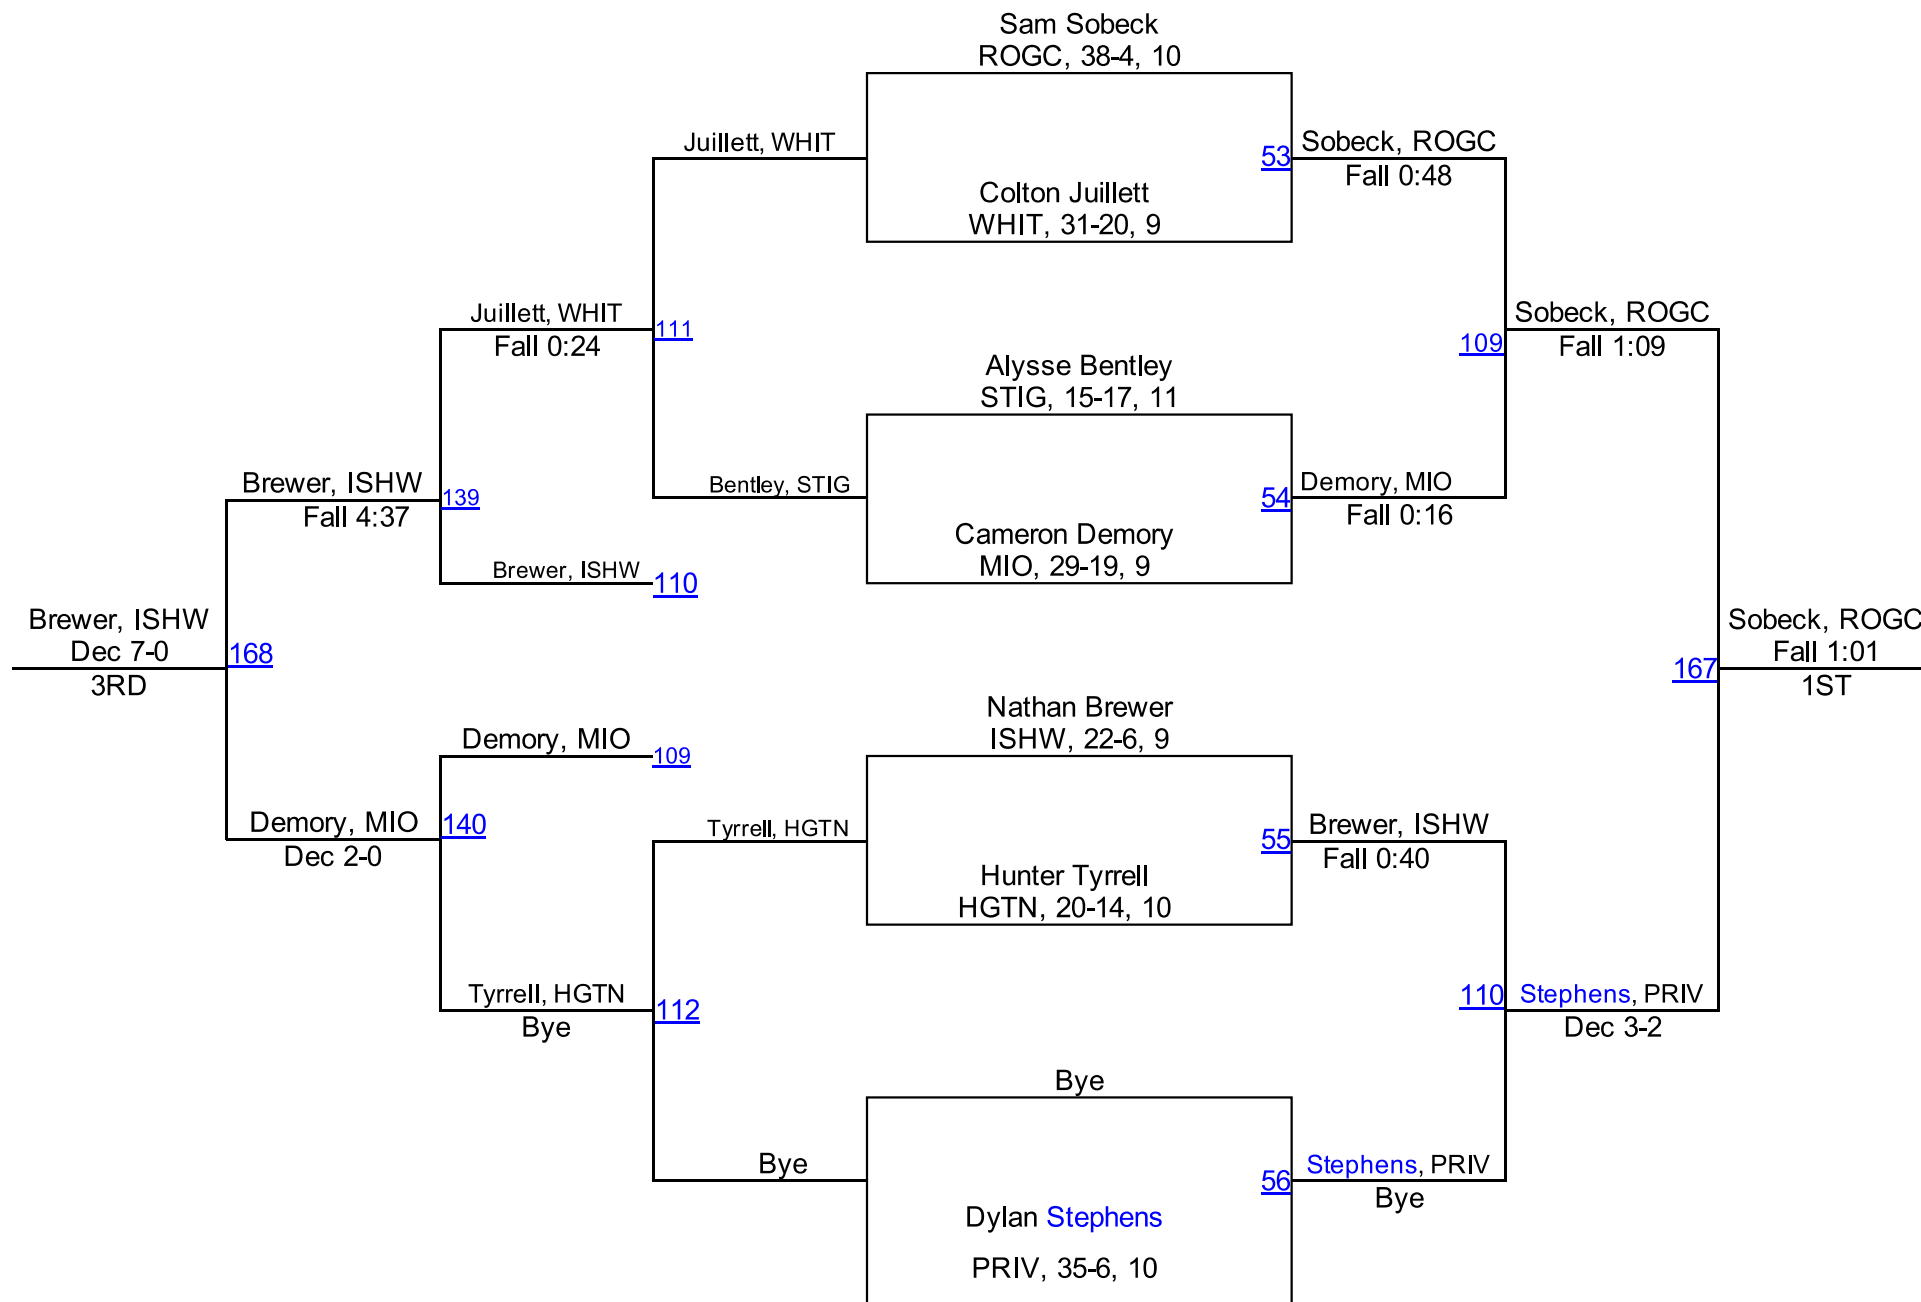 Sam Sobeck
ROGC, 38-4, 10
Juillett, WHIT
53
Sobeck, ROGC
Fall 0:48
Colton Juillett
WHIT, 31-20, 9
Juillett, WHIT
Fall 0:24
111
109
Sobeck, ROGC
Fall 1:09
Alysse Bentley
STIG, 15-17, 11
Brewer, ISHW
Fall 4:37
139
Bentley, STIG
54
Demory, MIO
Fall 0:16
Cameron Demory
MIO, 29-19, 9
Brewer, ISHW
110
Brewer, ISHW
Dec 7-0
3RD
168
167
Sobeck, ROGC
Fall 1:01
1ST
Nathan Brewer
ISHW, 22-6, 9
Demory, MIO
109
Demory, MIO
Dec 2-0
140
Tyrrell, HGTN
55
Brewer, ISHW
Fall 0:40
Hunter Tyrrell
HGTN, 20-14, 10
Tyrrell, HGTN
Bye
112
110
Stephens, PRIV
Dec 3-2
Bye
Bye
56
Stephens, PRIV
Bye
Dylan Stephens
PRIV, 35-6, 10